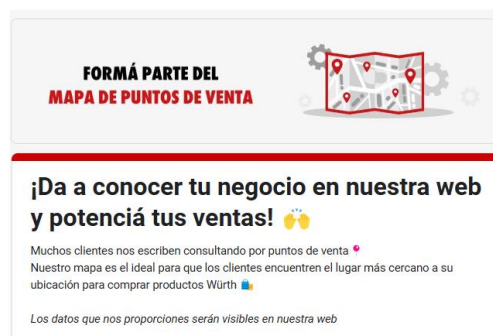 FORMÁ PARTE DEL
MAPA DE PUNTOS DE VENTA
¡Da a conocer tu negocio en nuestra web
y potenciá tus ventas! 🙌
Muchos clientes nos escriben consultando por puntos de venta 📍
Nuestro mapa es el ideal para que los clientes encuentren el lugar más cercano a su
ubicación para comprar productos Würth 🛍️
Los datos que nos proporciones serán visibles en nuestra web